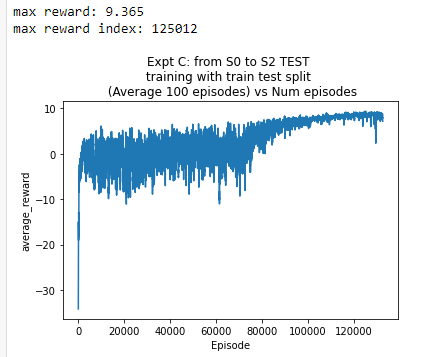 max reward: 9.365
max reward index: 125012
Expt C: from S0 to S2 TEST
training with train test split
(Average 100 episodes) vs Num episodes
10
0
−10
−20
−30
average_reward
0 20000 40000 60000 80000 100000 120000
Episode